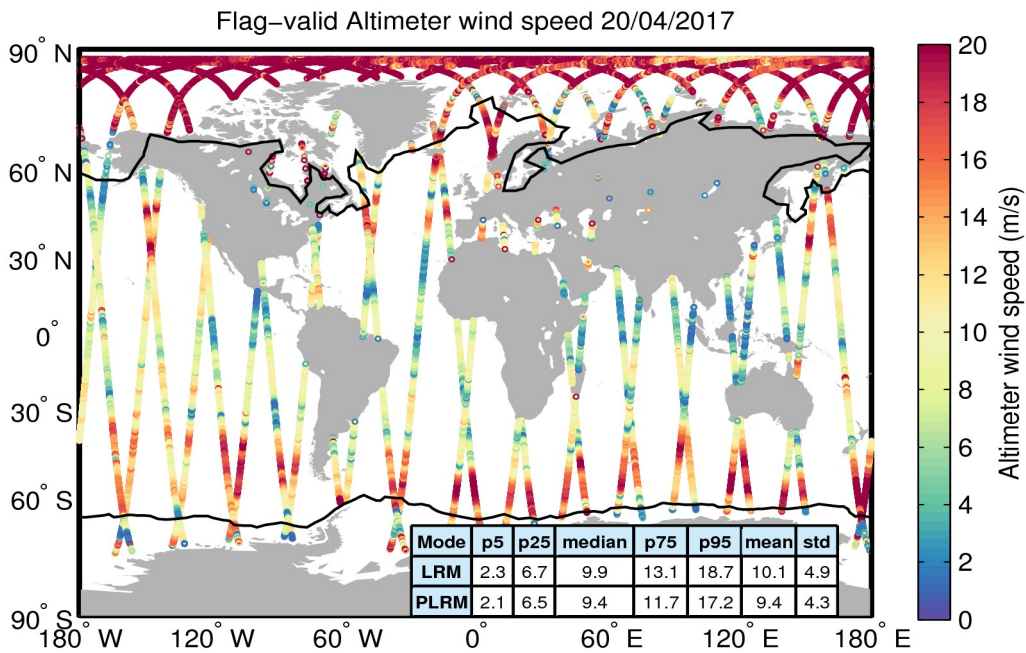 Flag−valid Altimeter wind speed 20/04/2017
90° N
60° N
30° N
0°
30° S
60° S
90° S
180° W
120° W
60° W
0°
60° E
120° E
180° E
Mode p5 p25 median p75 p95 mean std
LRM 2.3 6.7 9.9 13.1 18.7 10.1 4.9
PLRM 2.1 6.5 9.4 11.7 17.2 9.4 4.3
20
18
16
14
12
10
8
6
4
2
0
Altimeter wind speed (m/s)